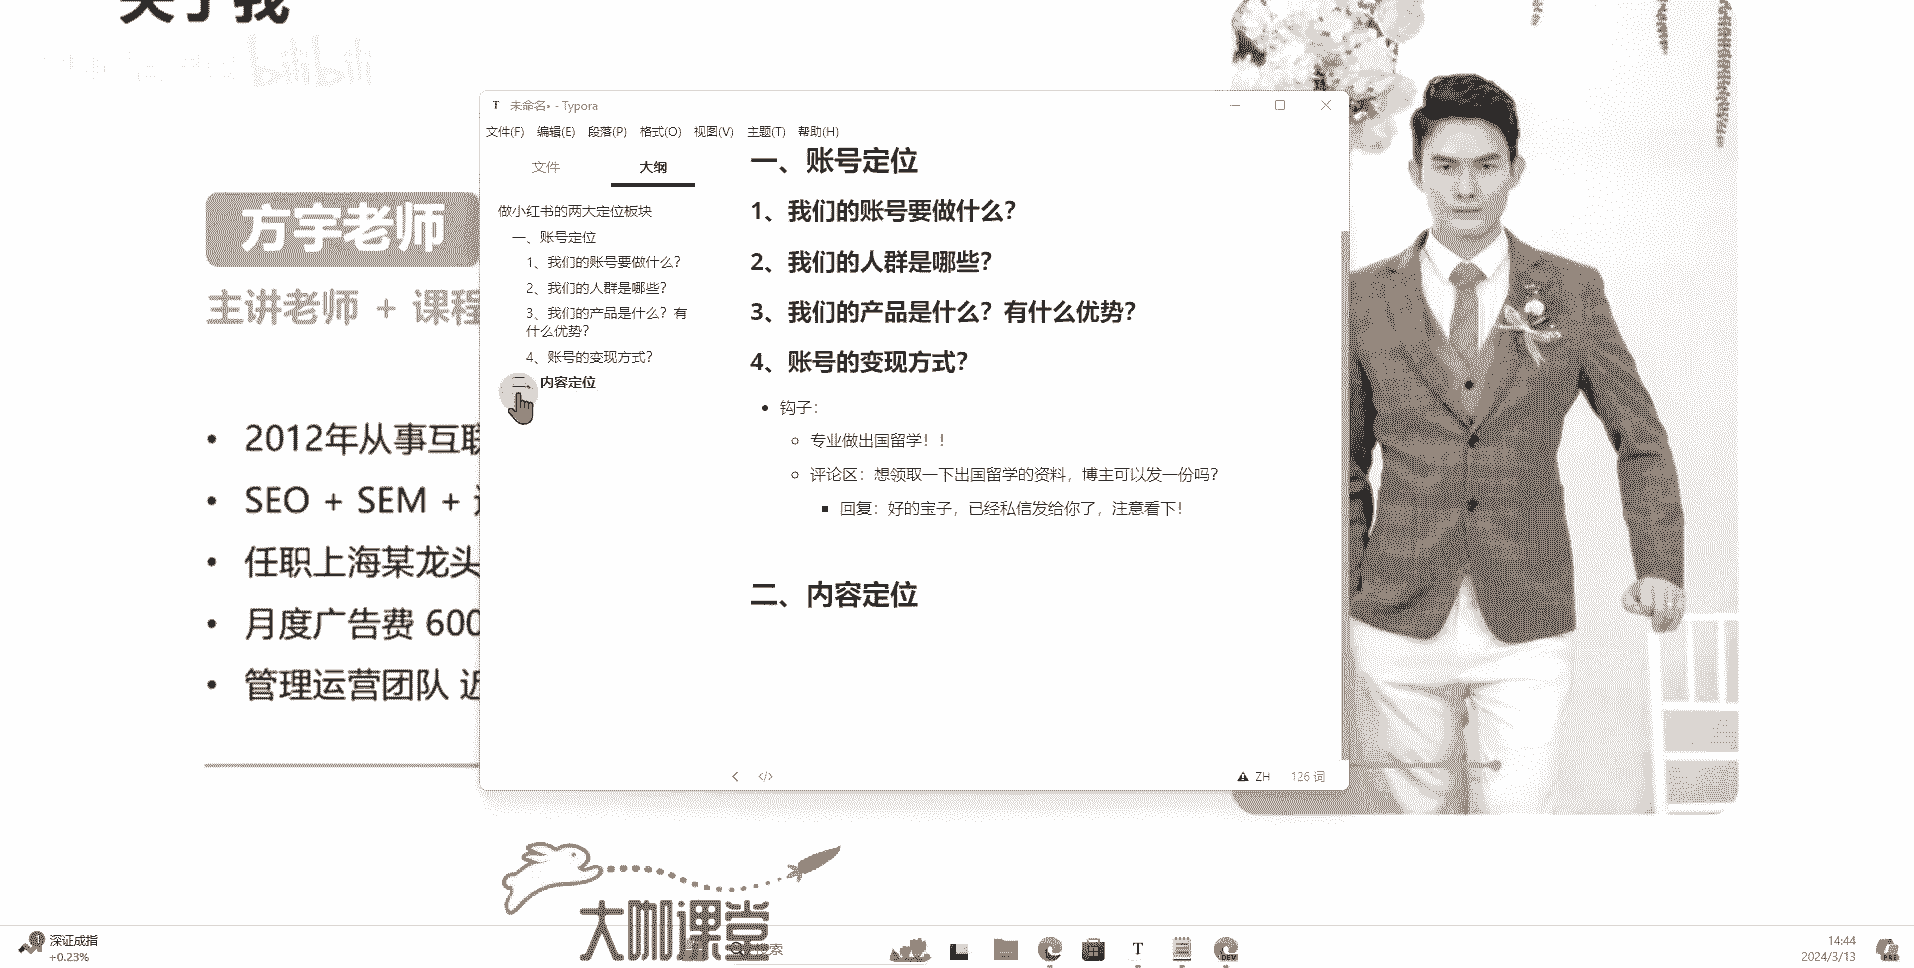 关于我
bilibili
方宇老师
主讲老师 + 课程
2012年从事互联
SEO + SEM +
任职上海某龙头
月度广告费 600
管理运营团队 近
未命名• - Typora
文件(F) 编辑(E) 段落(P) 格式(O) 视图(V) 主题(T) 帮助(H)
文件 大纲
做小红书的两大定位板块
一、账号定位
1、我们的账号要做什么?
2、我们的人群是哪些?
3、我们的产品是什么? 有
什么优势?
4、账号的变现方式?
二、内容定位
一、账号定位
1、我们的账号要做什么?
2、我们的人群是哪些?
3、我们的产品是什么? 有什么优势?
4、账号的变现方式?
钩子:
专业做出国留学! !
评论区: 想领取一下出国留学的资料, 博主可以发一份吗?
回复: 好的宝子, 已经私信发给你了, 注意看下!
二、内容定位
</> ZH 126 词
大咖课堂
深证成指
+0.23%
搜索
T
DEV
14:44
2024/3/13
PRE